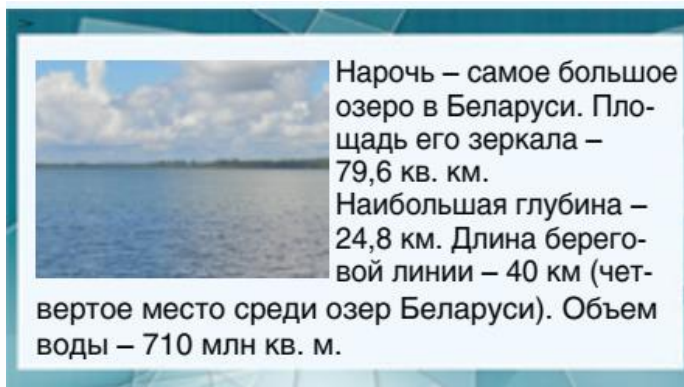 Нарочь – самое большое
озеро в Беларуси. Пло-
щадь его зеркала –
79,6 кв. км.
Наибольшая глубина –
24,8 км. Длина берего-
вой линии – 40 км (чет-
вертое место среди озер Беларуси). Объем
воды – 710 млн кв. м.